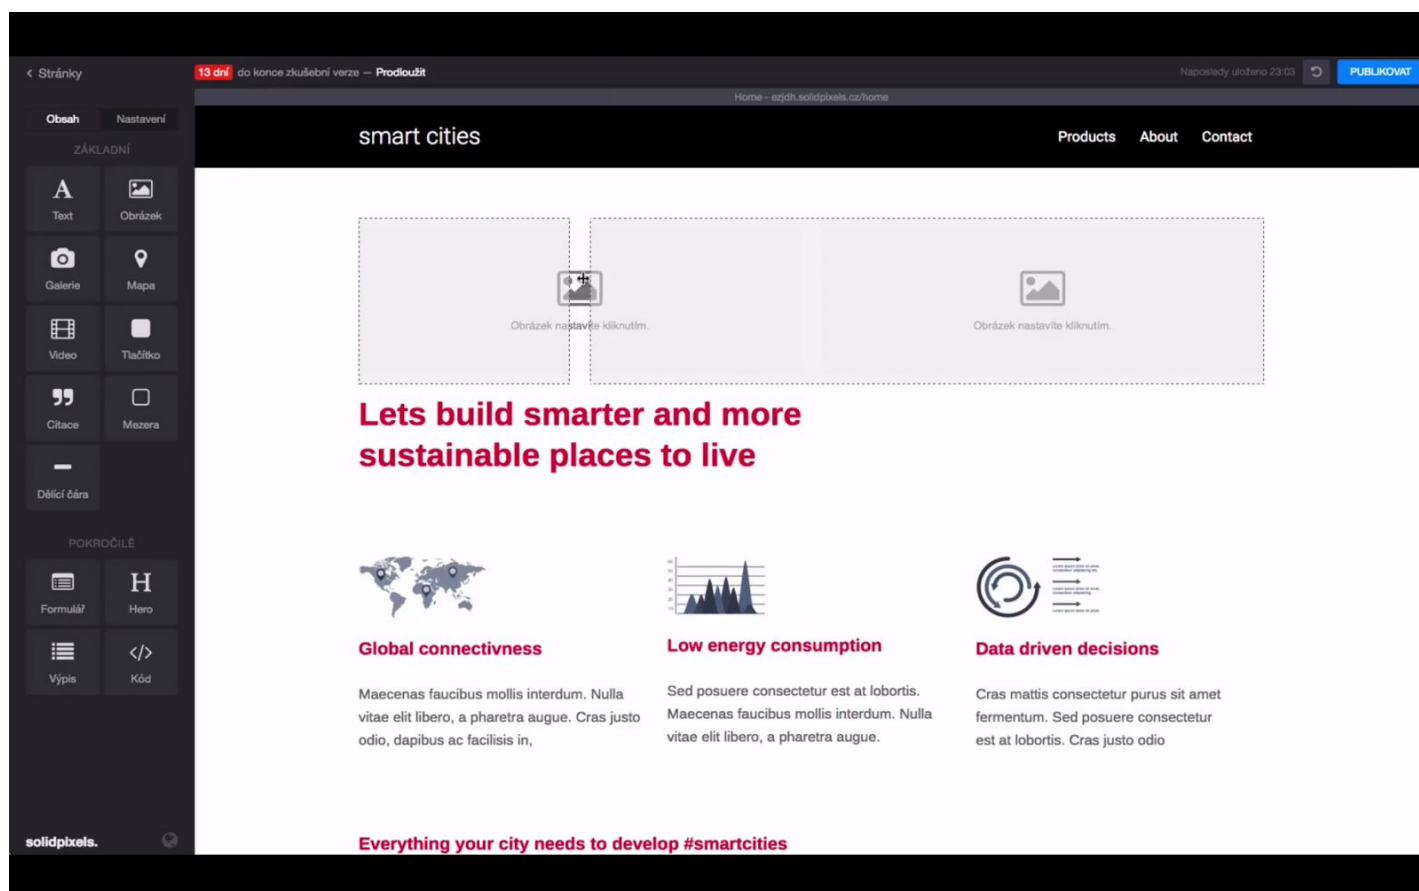 Stránky
13 dní do konce zkušební verze — Prodloužit
Naposledy uloženo 23:03
PUBLIKOVAT
Home - ezjdh.solidpixels.cz/home
Obsah
Nastavení
ZÁKLADNÍ
A
Text
Obrázek
Galerie
Mapa
Video
Tlačítko
Citace
Mezera
Dělící čára
POKROČILÉ
Formulář
H
Hero
Výpis
</>
Kód
solidpixels.
smart cities
Products
About
Contact
Obrázek nastavíte kliknutím.
Obrázek nastavíte kliknutím.
Lets build smarter and more
sustainable places to live
Global connectivness
Maecenas faucibus mollis interdum. Nulla
vitae elit libero, a pharetra augue. Cras justo
odio, dapibus ac facilisis in,
Low energy consumption
Sed posuere consectetur est at lobortis.
Maecenas faucibus mollis interdum. Nulla
vitae elit libero, a pharetra augue.
Data driven decisions
Cras mattis consectetur purus sit amet
fermentum. Sed posuere consectetur
est at lobortis. Cras justo odio
Everything your city needs to develop #smartcities